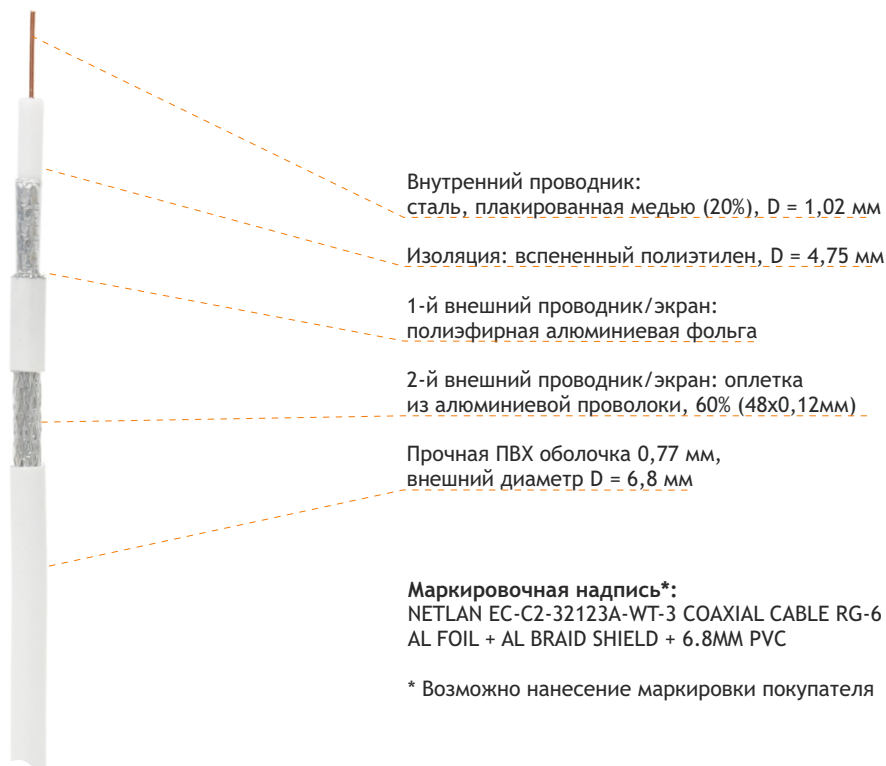 Внутренний проводник:
сталь, плакированная медью (20%), D = 1,02 мм
Изоляция: вспененный полиэтилен, D = 4,75 мм
1-й внешний проводник/экран:
полиэфирная алюминиевая фольга
2-й внешний проводник/экран: оплетка
из алюминиевой проволоки, 60% (48х0,12мм)
Прочная ПВХ оболочка 0,77 мм,
внешний диаметр D = 6,8 мм
Маркировочная надпись*:
NETLAN EC-C2-32123A-WT-3 COAXIAL CABLE RG-6
AL FOIL + AL BRAID SHIELD + 6.8MM PVC
* Возможно нанесение маркировки покупателя